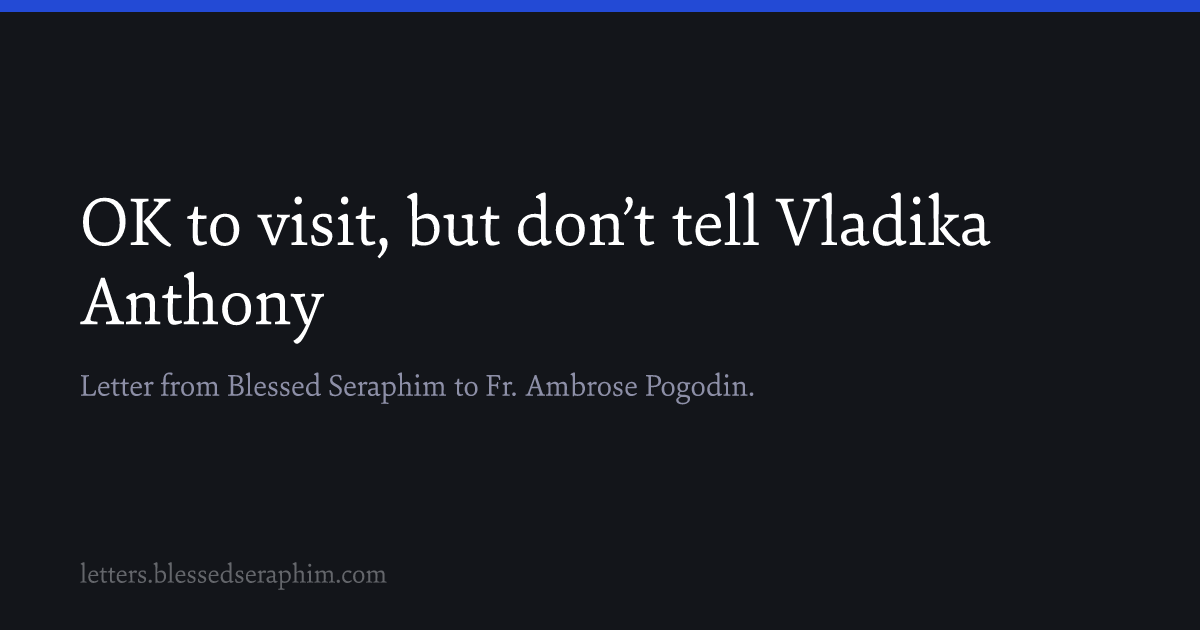 OK to visit, but don’t tell Vladika
Anthony
Letter from Blessed Seraphim to Fr. Ambrose Pogodin.
letters.blessedseraphim.com